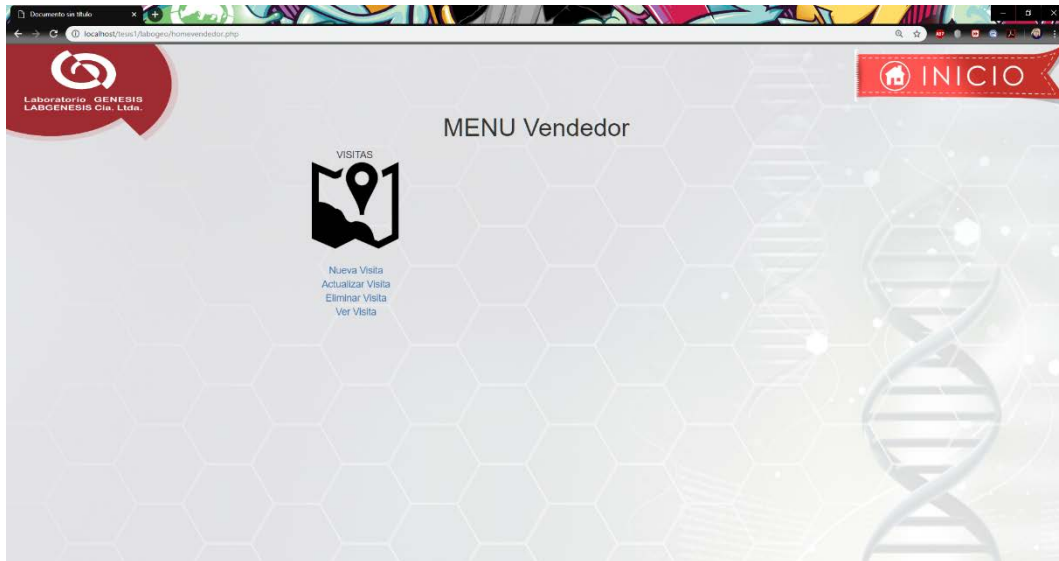 Documento sin título
localhost/tesis1/labogeo/homevendedor.php
Laboratorio GENESIS
LABGENESIS Cia. Ltda.
INICIO
MENU Vendedor
VISITAS
Nueva Visita
Actualizar Visita
Eliminar Visita
Ver Visita